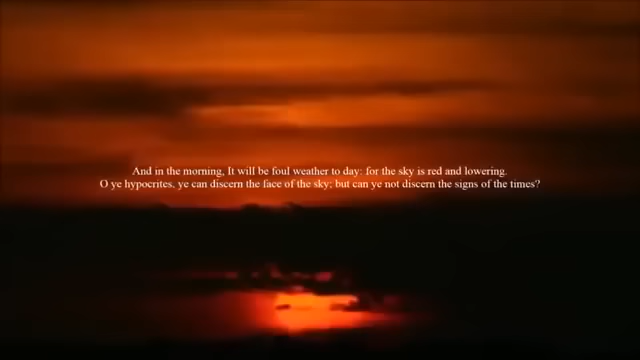 And in the morning, It will be foul weather to day: for the sky is red and lowering.
O ye hypocrites, ye can discern the face of the sky; but can ye not discern the signs of the times?